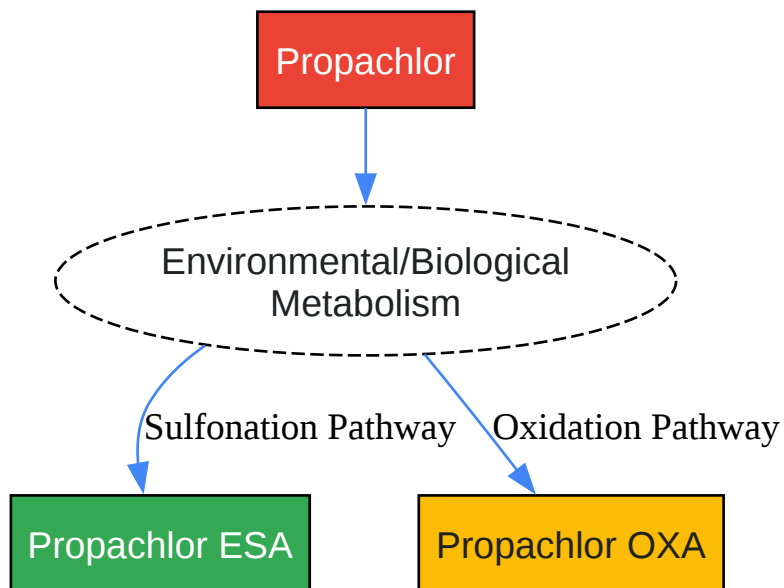 Propachlor
Environmental/Biological
Metabolism
Sulfonation Pathway
Oxidation Pathway
Propachlor ESA
Propachlor OXA